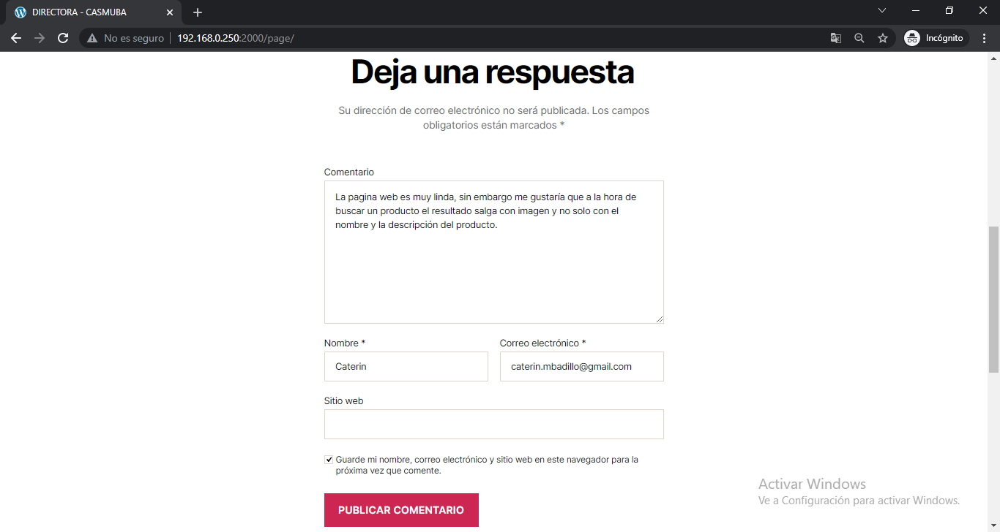 DIRECTORA - CASMUBA
No es seguro 192.168.0.250:2000/page/ Incógnito
Deja una respuesta
Su dirección de correo electrónico no será publicada. Los campos
obligatorios están marcados *
Comentario
La pagina web es muy linda, sin embargo me gustaría que a la hora de
buscar un producto el resultado salga con imagen y no solo con el
nombre y la descripción del producto.
Nombre * Correo electrónico *
Caterin caterin.mbadillo@gmail.com
Sitio web
Guarde mi nombre, correo electrónico y sitio web en este navegador para la
próxima vez que comente.
Activar Windows
Ve a Configuración para activar Windows.
PUBLICAR COMENTARIO